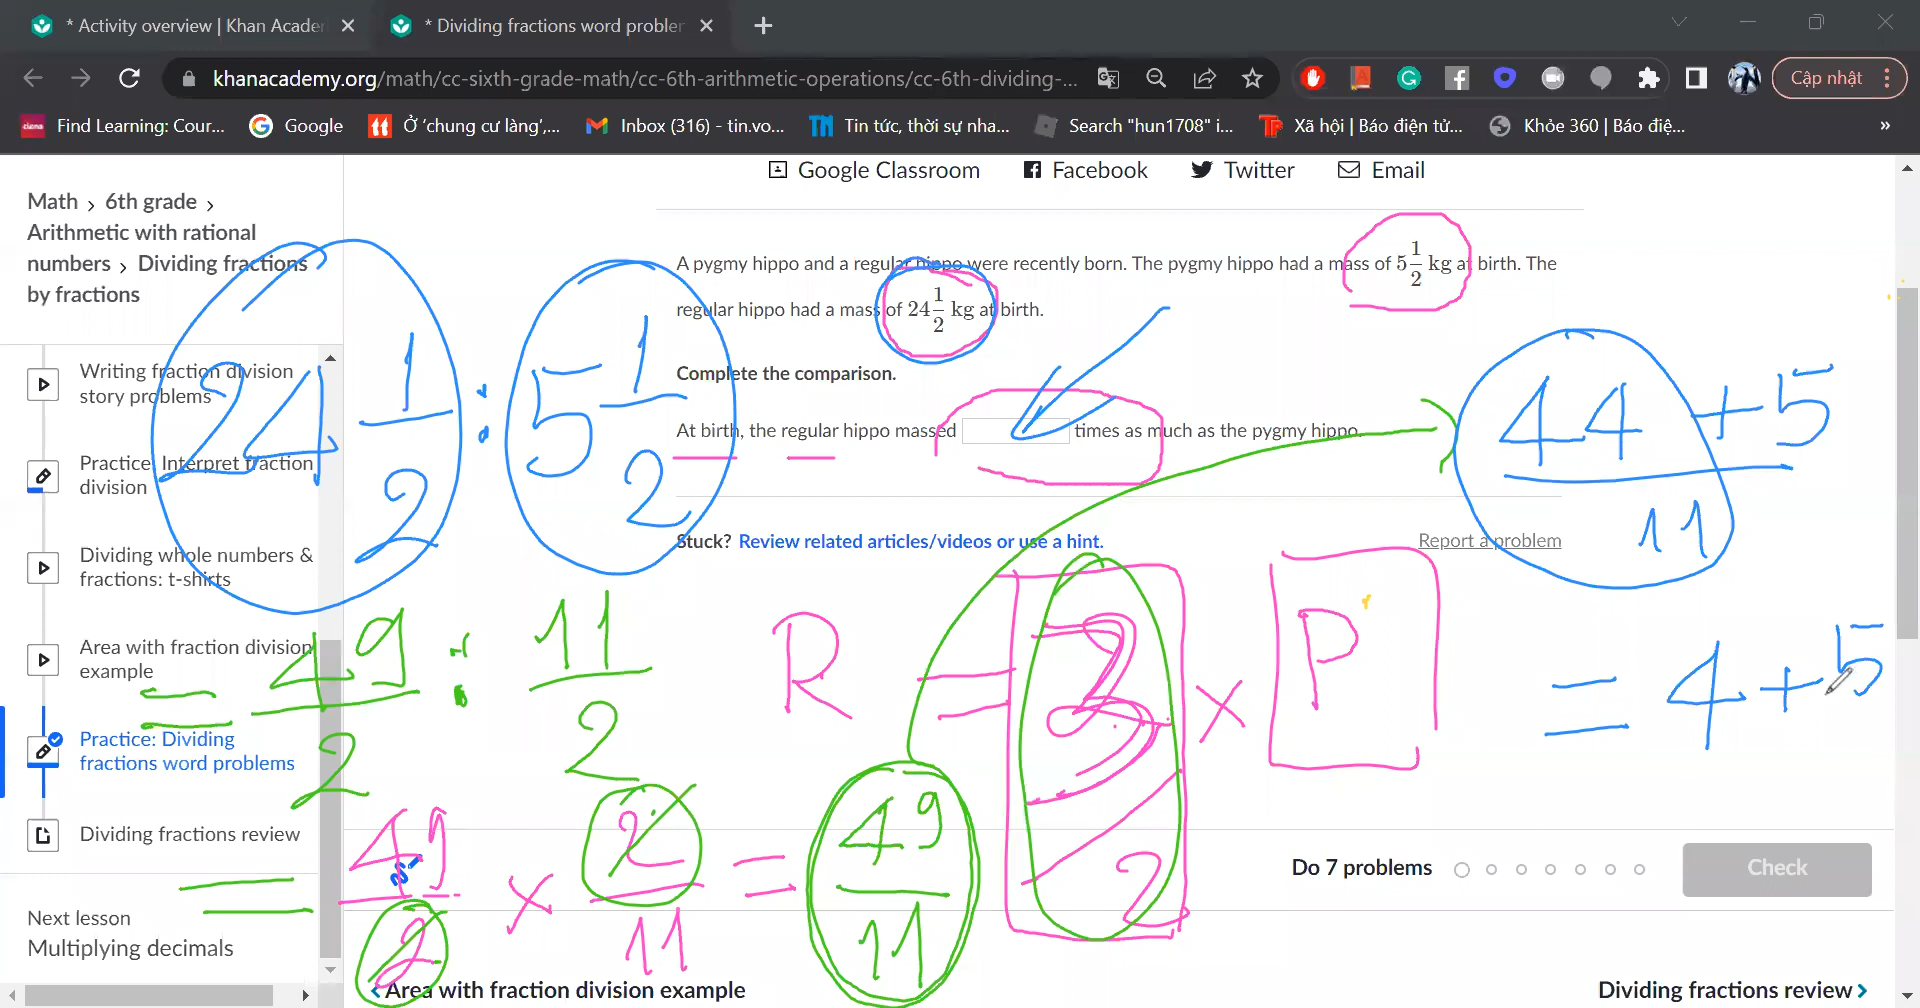 * Activity overview | Khan Acade
* Dividing fractions word probler
khanacademy.org/math/cc-sixth-grade-math/cc-6th-arithmetic-operations/cc-6th-dividing-...
Cập nhật
Find Learning: Cour...
Google
Ở 'chung cư làng',...
Inbox (316) - tin.vo...
Tin tức, thời sự nha...
Search "hun1708" i...
Xã hội | Báo điện tử...
Khỏe 360 | Báo điệ...
»
Google Classroom
Facebook
Twitter
Email
Math > 6th grade >
Arithmetic with rational
numbers > Dividing fractions
by fractions
Writing fraction division
story problems
Practice: Interpret fraction
division
Dividing whole numbers &
fractions: t-shirts
Area with fraction division
example
Practice: Dividing
fractions word problems
Dividing fractions review
Next lesson
Multiplying decimals
A pygmy hippo and a regular hippo were recently born. The pygmy hippo had a mass of 5 1/2 kg at birth. The
regular hippo had a mass of 24 1/2 kg at birth.
Complete the comparison.
At birth, the regular hippo massed times as much as the pygmy hippo.
Stuck? Review related articles/videos or use a hint.
Report a problem
24 1/2 : 5 1/2
= 49/2 : 11/2
= 49/2 × 2/11 = 49/11
R = 2 × P
44 + 5
11
= 4 + 5
Do 7 problems
Check
‹ Area with fraction division example
Dividing fractions review ›